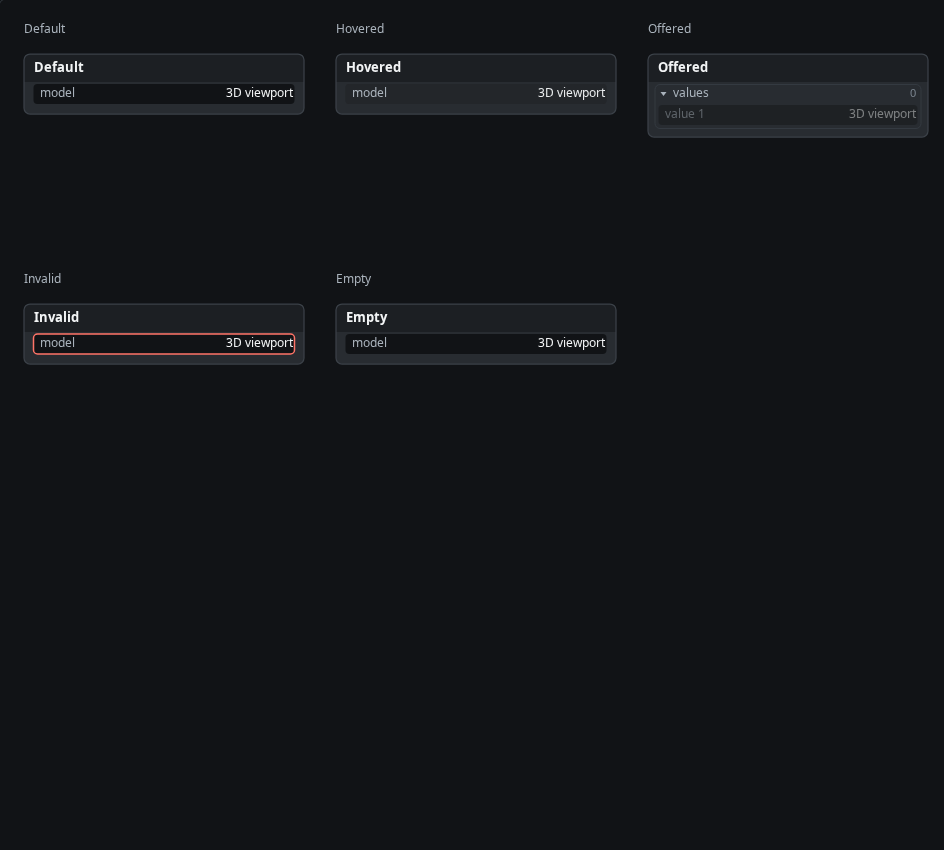 Default
Hovered
Offered
Default
model 3D viewport
Hovered
model 3D viewport
Offered
values 0
value 1 3D viewport
Invalid
Empty
Invalid
model 3D viewport
Empty
model 3D viewport